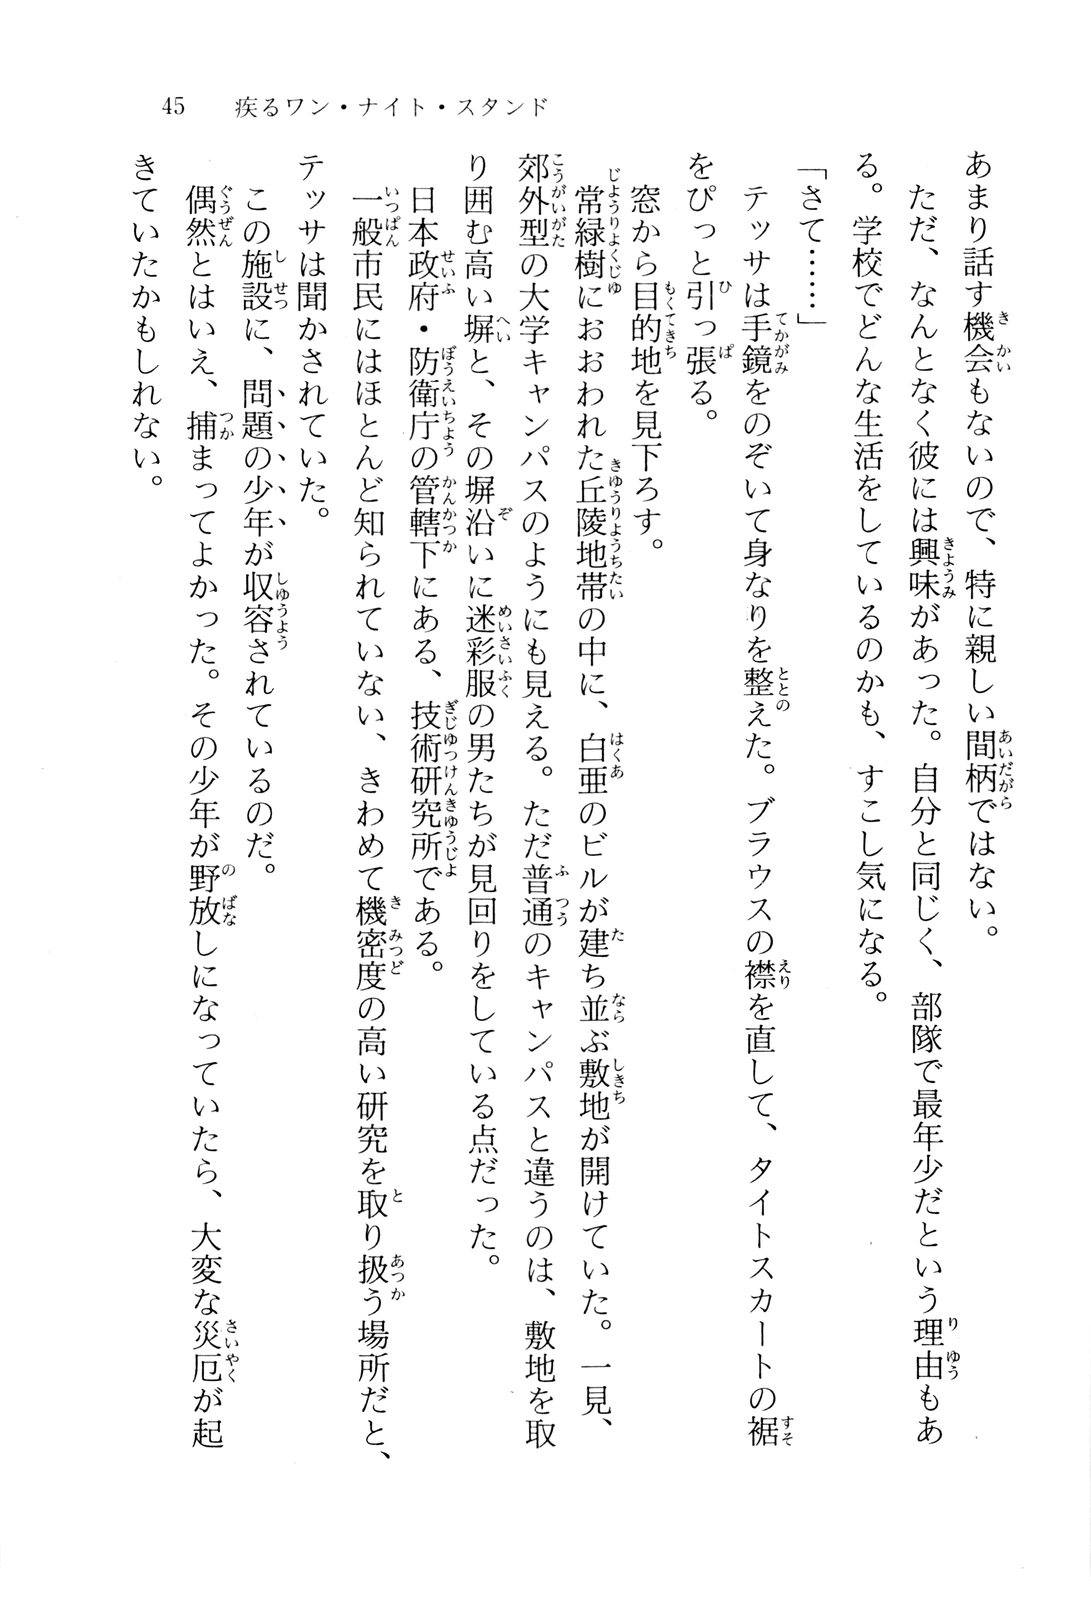 45　疾るワン・ナイト・スタンド
あまり話す機会もないので、特に親しい間柄ではない。
　ただ、なんとなく彼には興味があった。自分と同じく、部隊で最年少だという理由もあ
る。学校でどんな生活をしているのかも、すこし気になる。
「さて……」
　テッサは手鏡をのぞいて身なりを整えた。ブラウスの襟を直して、タイトスカートの裾
をぴっと引っ張る。
　窓から目的地を見下ろす。
　常緑樹におおわれた丘陵地帯の中に、白亜のビルが建ち並ぶ敷地が開けていた。一見、
郊外型の大学キャンパスのようにも見える。ただ普通のキャンパスと違うのは、敷地を取
り囲む高い塀と、その塀沿いに迷彩服の男たちが見回りをしている点だった。
　日本政府・防衛庁の管轄下にある、技術研究所である。
　一般市民にはほとんど知られていない、きわめて機密度の高い研究を取り扱う場所だと、
テッサは聞かされていた。
　この施設に、問題の少年が収容されているのだ。
　偶然とはいえ、捕まってよかった。その少年が野放しになっていたら、大変な災厄が起
きていたかもしれない。